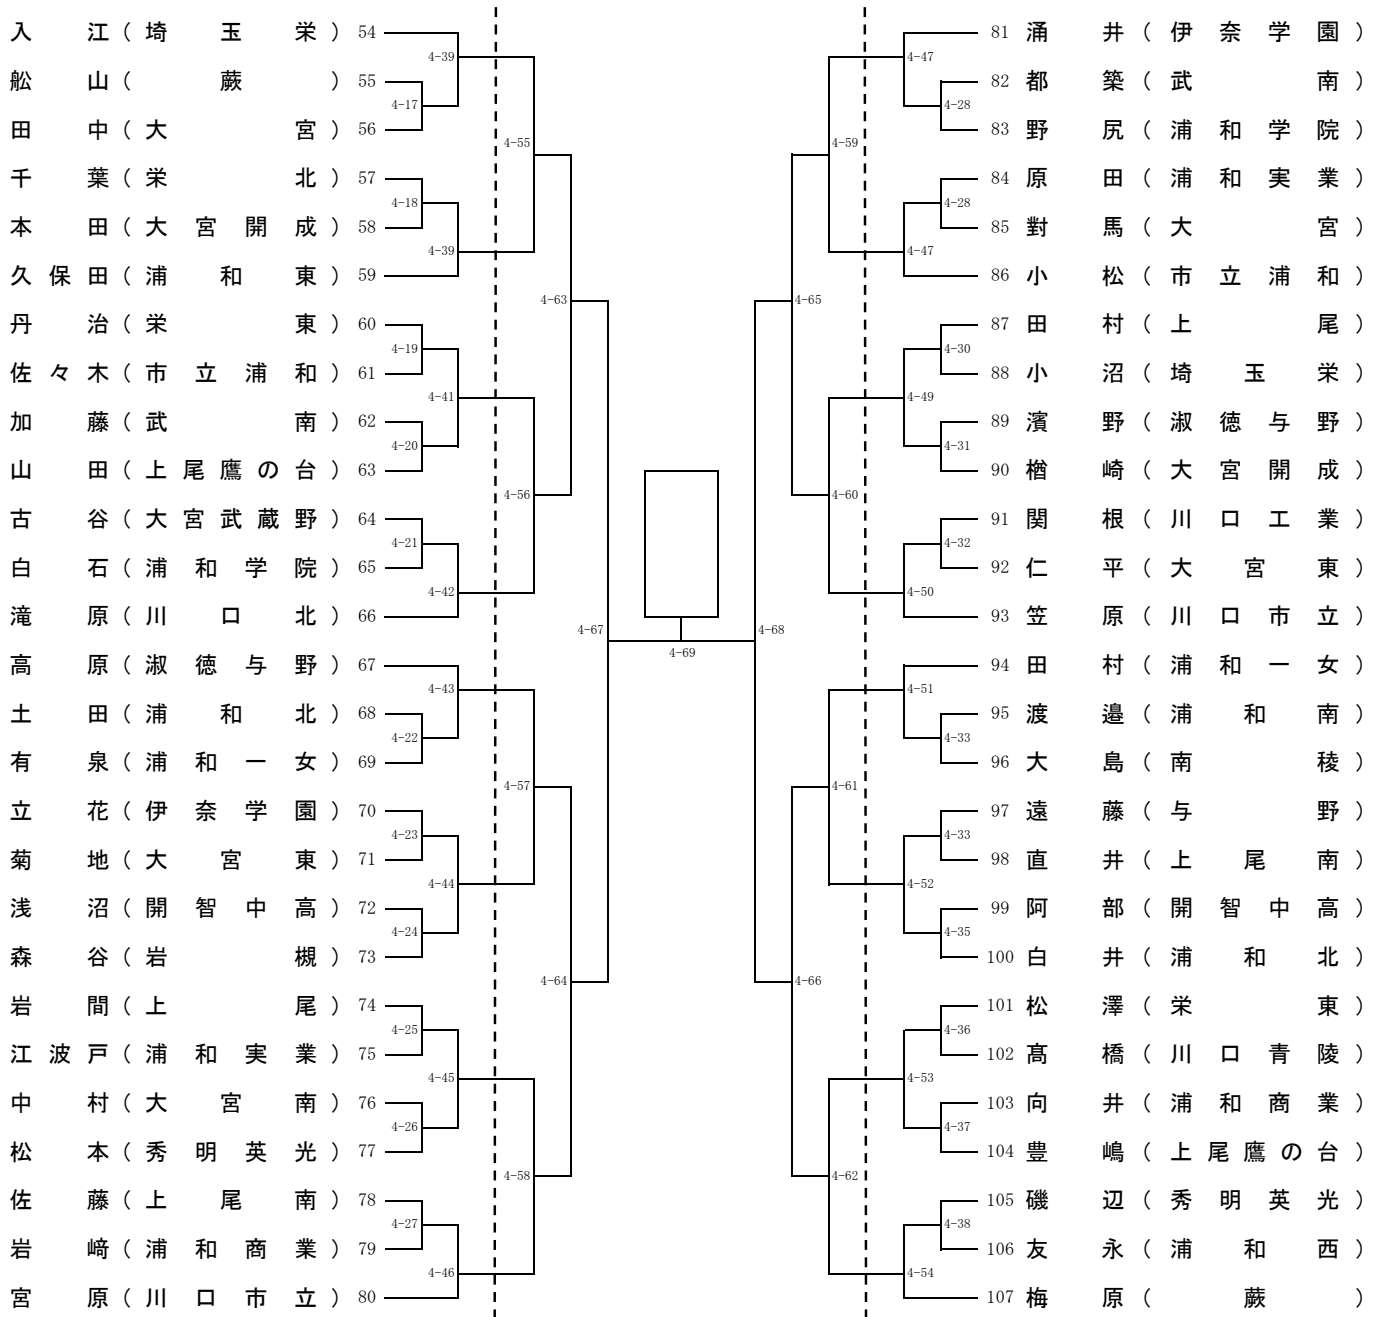 入江(埼玉栄) 54
4-39
舩山(蕨) 55
4-17
田中(大宮) 56
4-55
千葉(栄北) 57
4-18
本田(大宮開成) 58
4-39
久保田(浦和東) 59
4-63
丹治(栄東) 60
4-19
佐々木(市立浦和) 61
4-41
加藤(武南) 62
4-20
山田(上尾鷹の台) 63
4-56
古谷(大宮武蔵野) 64
4-21
白石(浦和学院) 65
4-42
滝原(川口北) 66
4-67
高原(淑徳与野) 67
4-43
土田(浦和北) 68
4-22
有泉(浦和一女) 69
4-57
立花(伊奈学園) 70
4-23
菊地(大宮東) 71
4-44
浅沼(開智中高) 72
4-24
森谷(岩槻) 73
4-64
岩間(上尾) 74
4-25
江波戸(浦和実業) 75
4-45
中村(大宮南) 76
4-26
松本(秀明英光) 77
4-58
佐藤(上尾南) 78
4-27
岩﨑(浦和商業) 79
4-46
宮原(川口市立) 80
4-69
81 涌井(伊奈学園)
4-47
82 都築(武南)
4-28
83 野尻(浦和学院)
4-59
84 原田(浦和実業)
4-28
85 對馬(大宮)
4-47
86 小松(市立浦和)
4-65
87 田村(上尾)
4-30
88 小沼(埼玉栄)
4-49
89 濱野(淑徳与野)
4-31
90 楢崎(大宮開成)
4-60
91 関根(川口工業)
4-32
92 仁平(大宮東)
4-50
93 笠原(川口市立)
4-68
94 田村(浦和一女)
4-51
95 渡邉(浦和南)
4-33
96 大島(南稜)
4-61
97 遠藤(与野)
4-33
98 直井(上尾南)
4-52
99 阿部(開智中高)
4-35
100 白井(浦和北)
4-66
101 松澤(栄東)
4-36
102 髙橋(川口青陵)
4-53
103 向井(浦和商業)
4-37
104 豊嶋(上尾鷹の台)
4-62
105 磯辺(秀明英光)
4-38
106 友永(浦和西)
4-54
107 梅原(蕨)